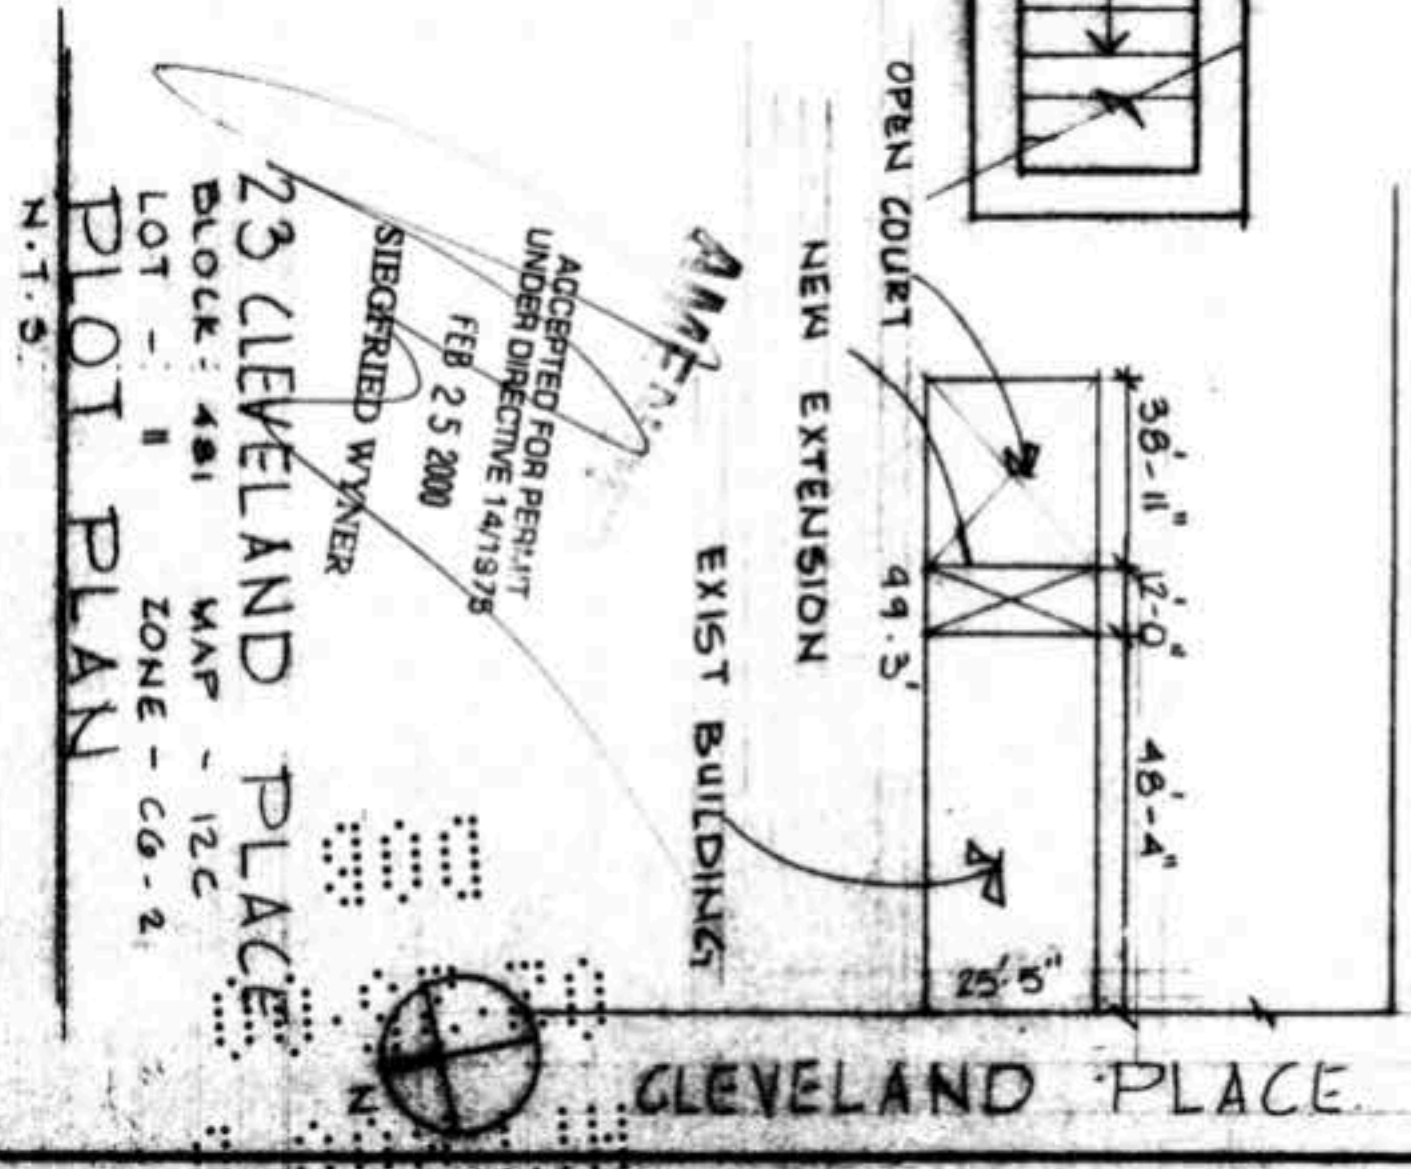 OPEN COURT
NEW EXTENSION
EXIST BUILDING
38'-11"
12'-0"
48'-4"
99.3'
25'-5"
CLEVELAND PLACE
N
ACCEPTED FOR PERMIT
UNDER DIRECTIVE 14/1975
FEB 25 2000
SIEGFRIED WYNER
23 CLEVELAND PLACE
BLOCK: 481 MAP - 12C
LOT - 11 ZONE - C6-2
PLOT PLAN
N.T.S.